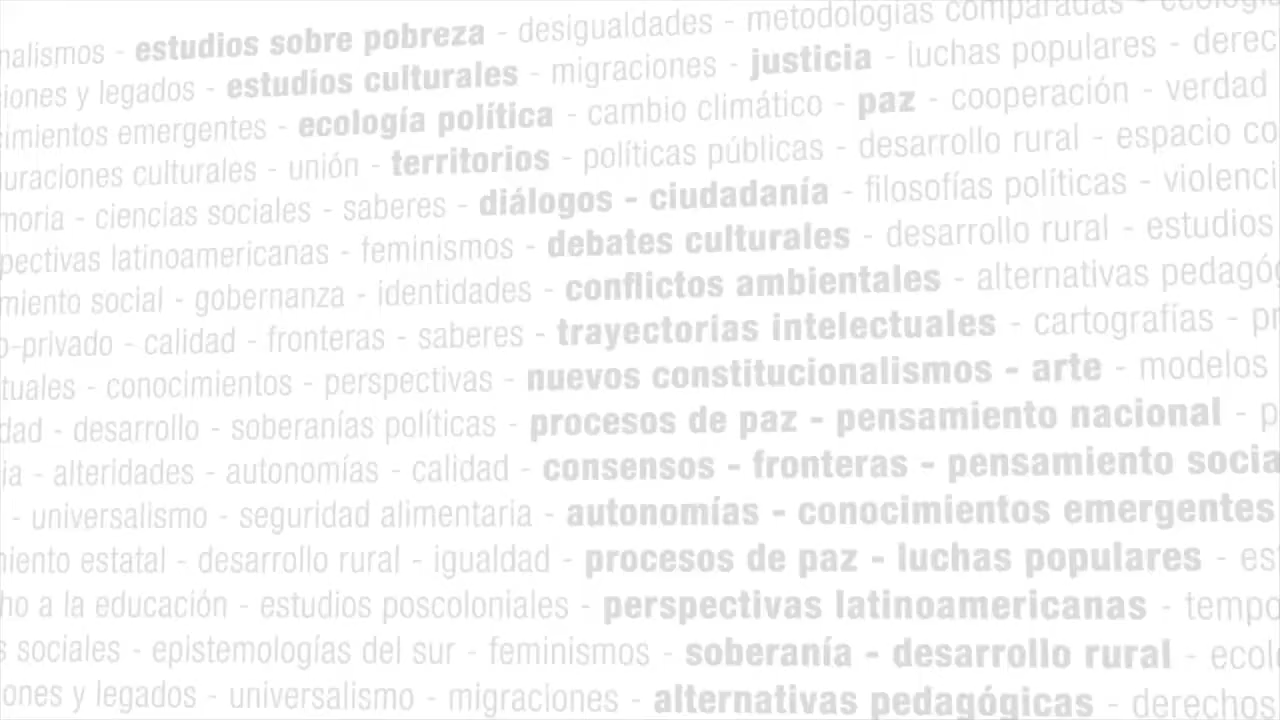 nalismos - estudios sobre pobreza - desigualdades - metodologías comparadas - ecología
iones y legados - estudios culturales - migraciones - justicia - luchas populares - derec
cimientos emergentes - ecología política - cambio climático - paz - cooperación - verdad
uraciones culturales - unión - territorios - políticas públicas - desarrollo rural - espacio co
moria - ciencias sociales - saberes - diálogos - ciudadanía - filosofías políticas - violenci
pectivas latinoamericanas - feminismos - debates culturales - desarrollo rural - estudios
miento social - gobernanza - identidades - conflictos ambientales - alternativas pedagóg
o-privado - calidad - fronteras - saberes - trayectorias intelectuales - cartografías - pr
tuales - conocimientos - perspectivas - nuevos constitucionalismos - arte - modelos
dad - desarrollo - soberanías políticas - procesos de paz - pensamiento nacional - p
ia - alteridades - autonomías - calidad - consensos - fronteras - pensamiento socia
- universalismo - seguridad alimentaria - autonomías - conocimientos emergentes
miento estatal - desarrollo rural - igualdad - procesos de paz - luchas populares - es
ho a la educación - estudios poscoloniales - perspectivas latinoamericanas - tempo
s sociales - epistemologías del sur - feminismos - soberanía - desarrollo rural - ecol
ones y legados - universalismo - migraciones - alternativas pedagógicas - derechos